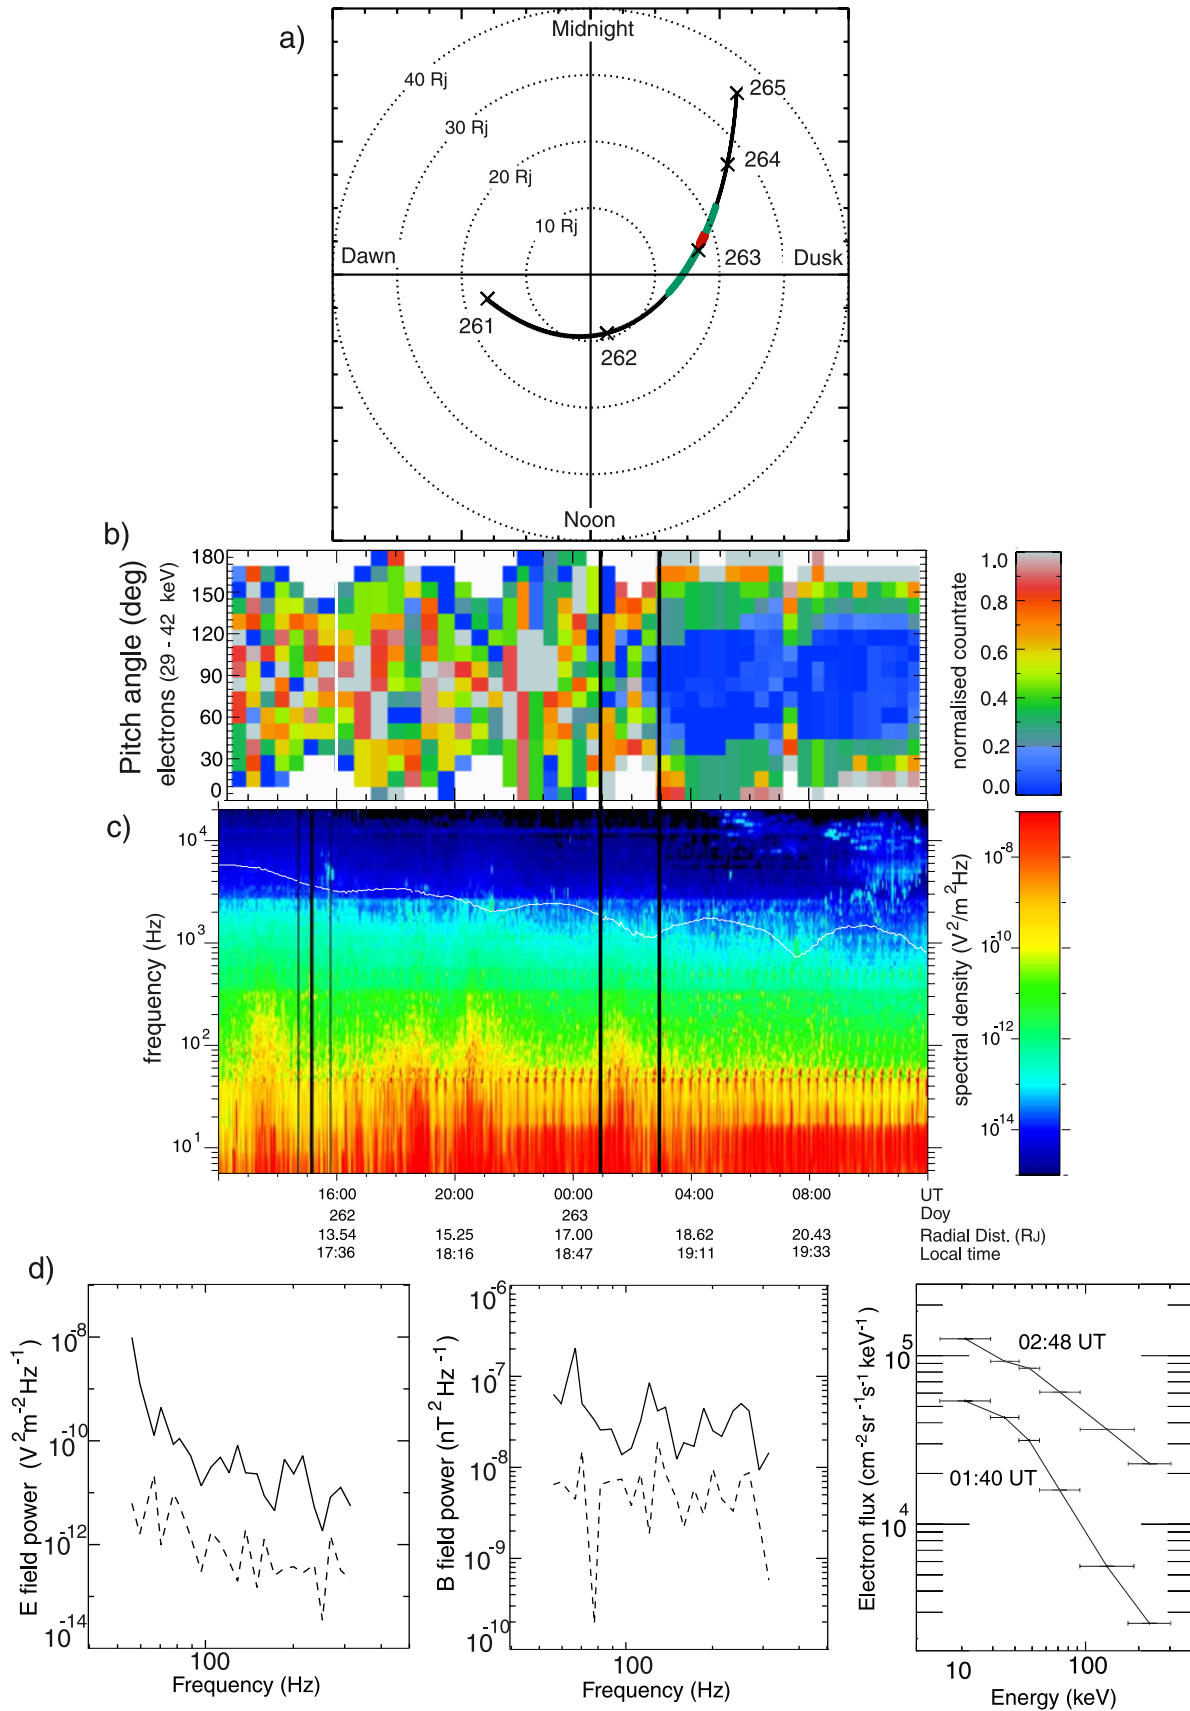 a)
Midnight
40 Rj
30 Rj
20 Rj
10 Rj
265
264
263
Dawn
Dusk
261
262
Noon
b)
Pitch angle (deg)
electrons (29 - 42 keV)
180
150
120
90
60
30
0
normalised countrate
1.0
0.8
0.6
0.4
0.2
0.0
c)
frequency (Hz)
10^4
10^3
10^2
10^1
spectral density (V^2/m^2Hz)
10^-8
10^-10
10^-12
10^-14
16:00 20:00 00:00 04:00 08:00 UT
262 263 Doy
13.54 15.25 17.00 18.62 20.43 Radial Dist. (RJ)
17:36 18:16 18:47 19:11 19:33 Local time
d)
E field power (V^2m^-2Hz^-1)
10^-8
10^-10
10^-12
10^-14
100
Frequency (Hz)
B field power (nT^2Hz^-1)
10^-6
10^-7
10^-8
10^-9
10^-10
100
Frequency (Hz)
Electron flux (cm^-2sr^-1s^-1keV^-1)
10^5
10^4
02:48 UT
01:40 UT
10 100
Energy (keV)